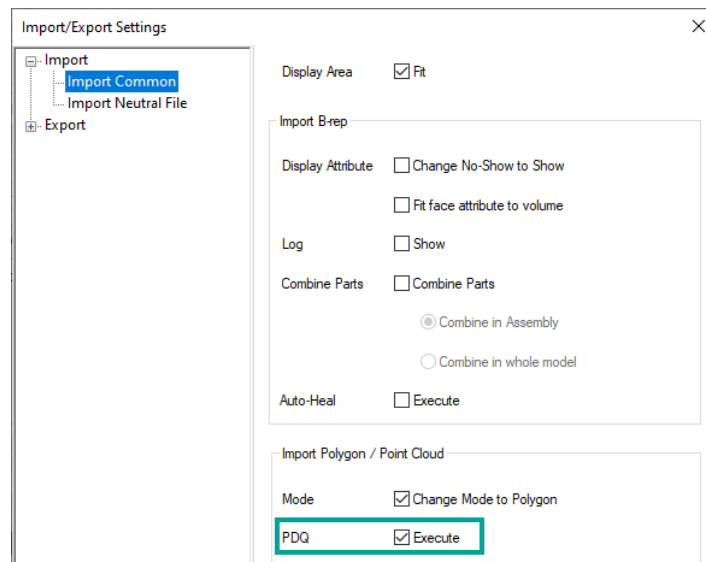 Import/Export Settings
Import
Import Common
Import Neutral File
Export
Display Area Fit
Import B-rep
Display Attribute Change No-Show to Show
Fit face attribute to volume
Log Show
Combine Parts Combine Parts
Combine in Assembly
Combine in whole model
Auto-Heal Execute
Import Polygon / Point Cloud
Mode Change Mode to Polygon
PDQ Execute